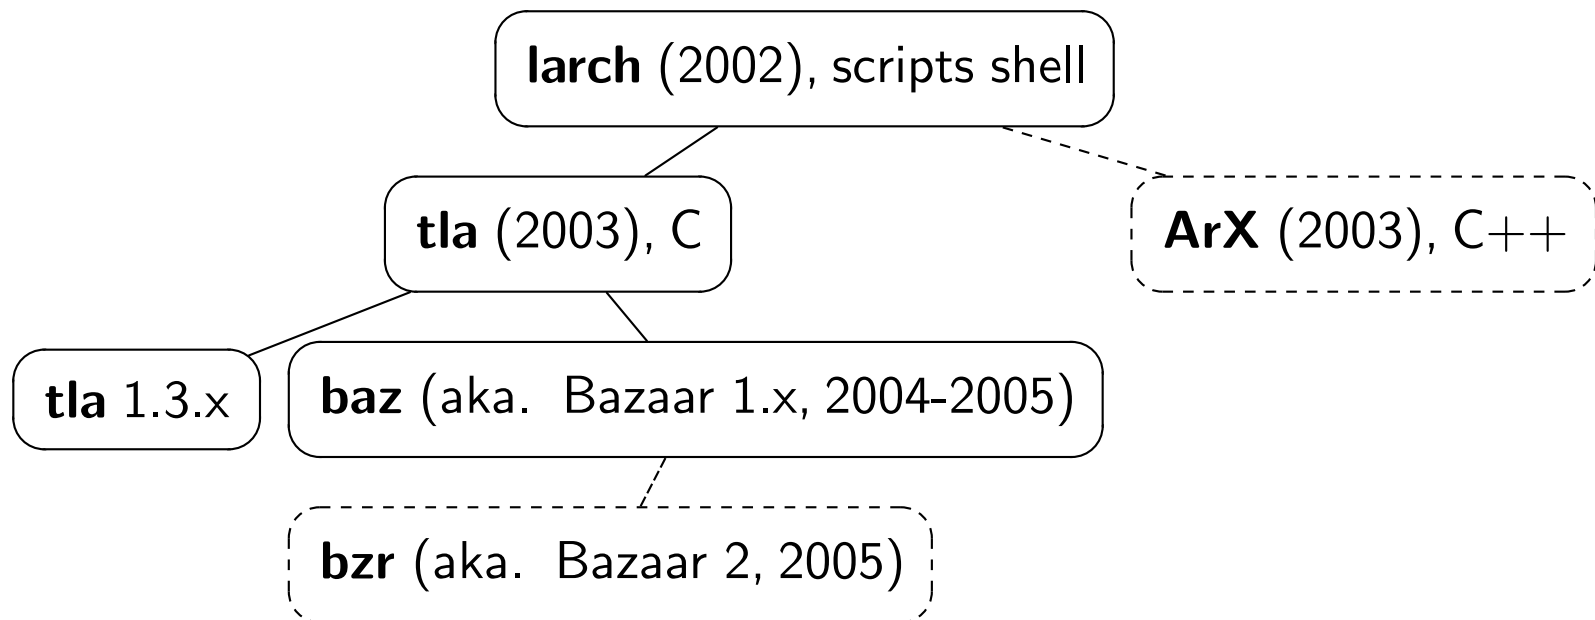 larch (2002), scripts shell
tla (2003), C
ArX (2003), C++
tla 1.3.x
baz (aka. Bazaar 1.x, 2004-2005)
bzr (aka. Bazaar 2, 2005)